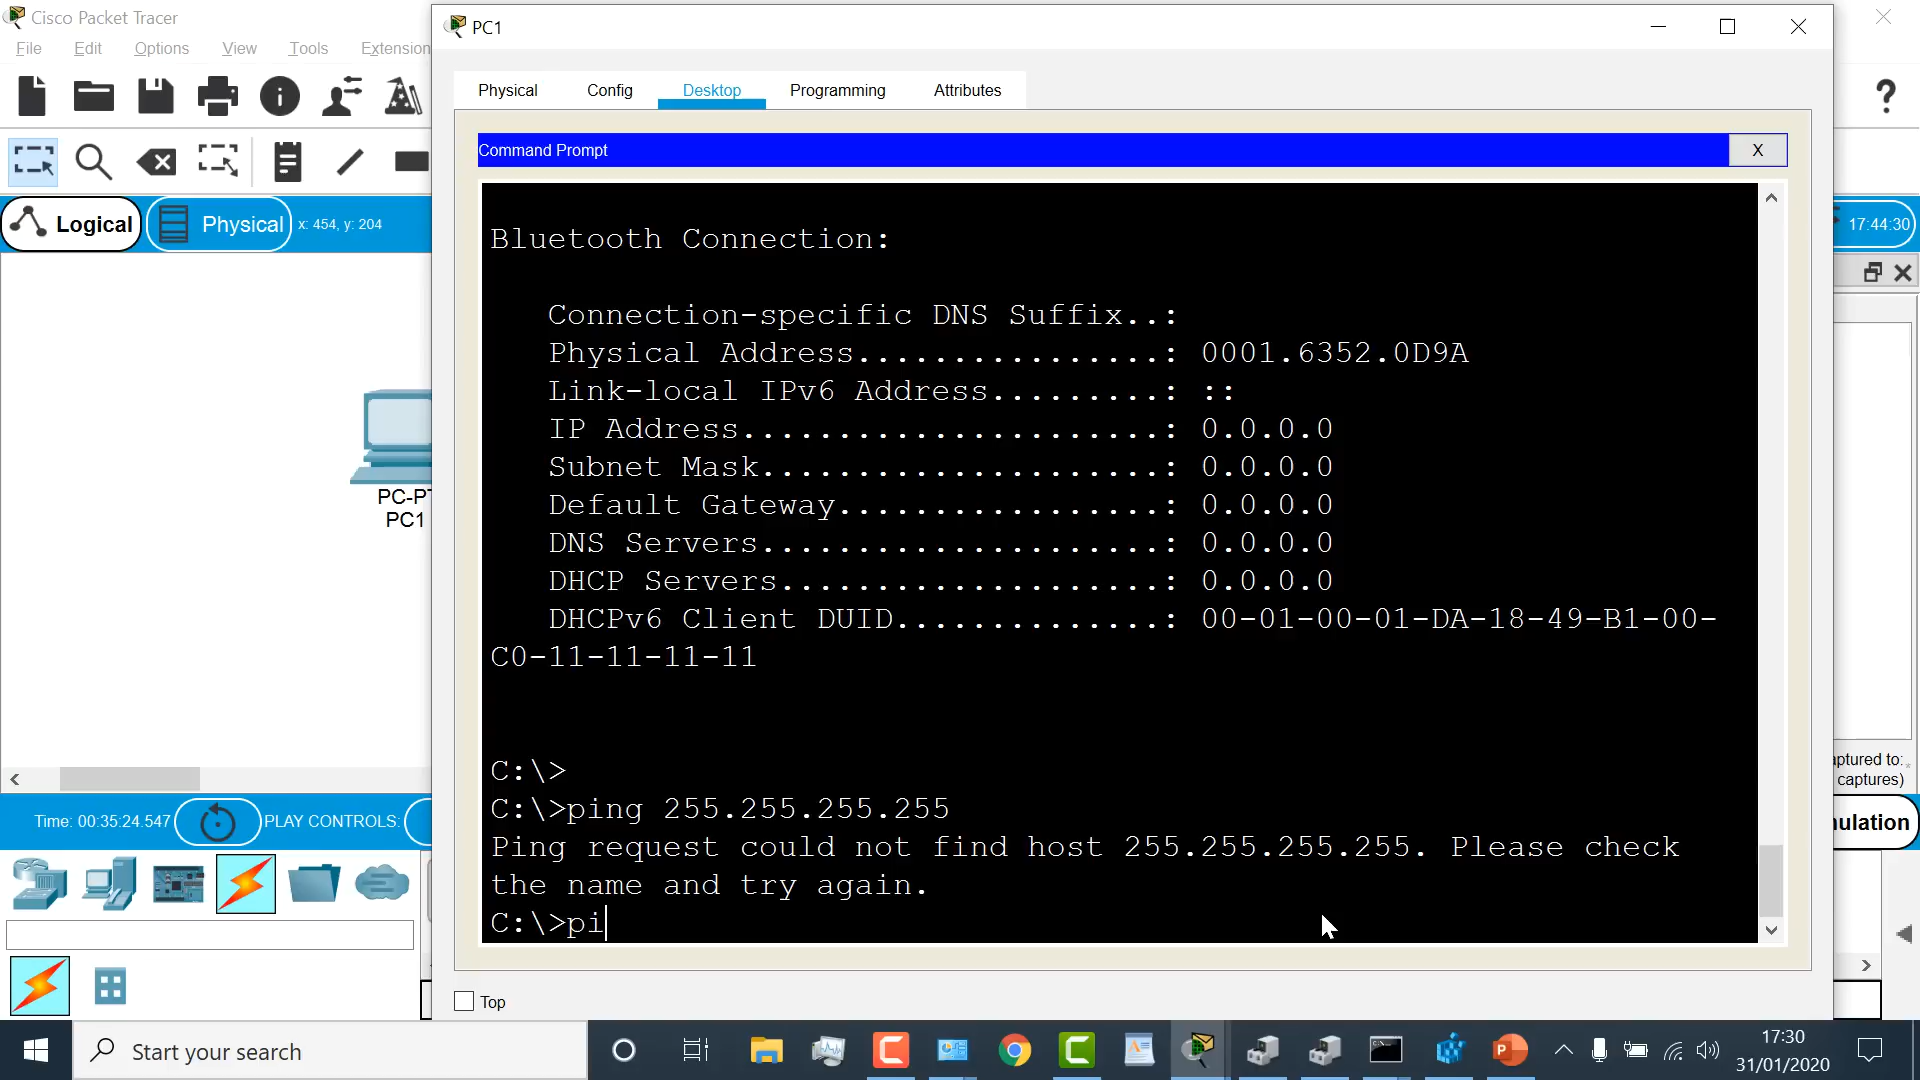 Cisco Packet Tracer
File Edit Options View Tools Extension
Logical
Physical
x: 454, y: 204
PC-PT
PC1
Time: 00:35:24.547
PLAY CONTROLS:
PC1
Physical Config Desktop Programming Attributes
Command Prompt
X
Bluetooth Connection:
Connection-specific DNS Suffix..:
Physical Address................: 0001.6352.0D9A
Link-local IPv6 Address.........: ::
IP Address......................: 0.0.0.0
Subnet Mask.....................: 0.0.0.0
Default Gateway.................: 0.0.0.0
DNS Servers.....................: 0.0.0.0
DHCP Servers....................: 0.0.0.0
DHCPv6 Client DUID..............: 00-01-00-01-DA-18-49-B1-00-
C0-11-11-11-11
C:\>
C:\>ping 255.255.255.255
Ping request could not find host 255.255.255.255. Please check
the name and try again.
C:\>pi
Top
17:44:30
aptured to:
captures)
nulation
Start your search
17:30
31/01/2020